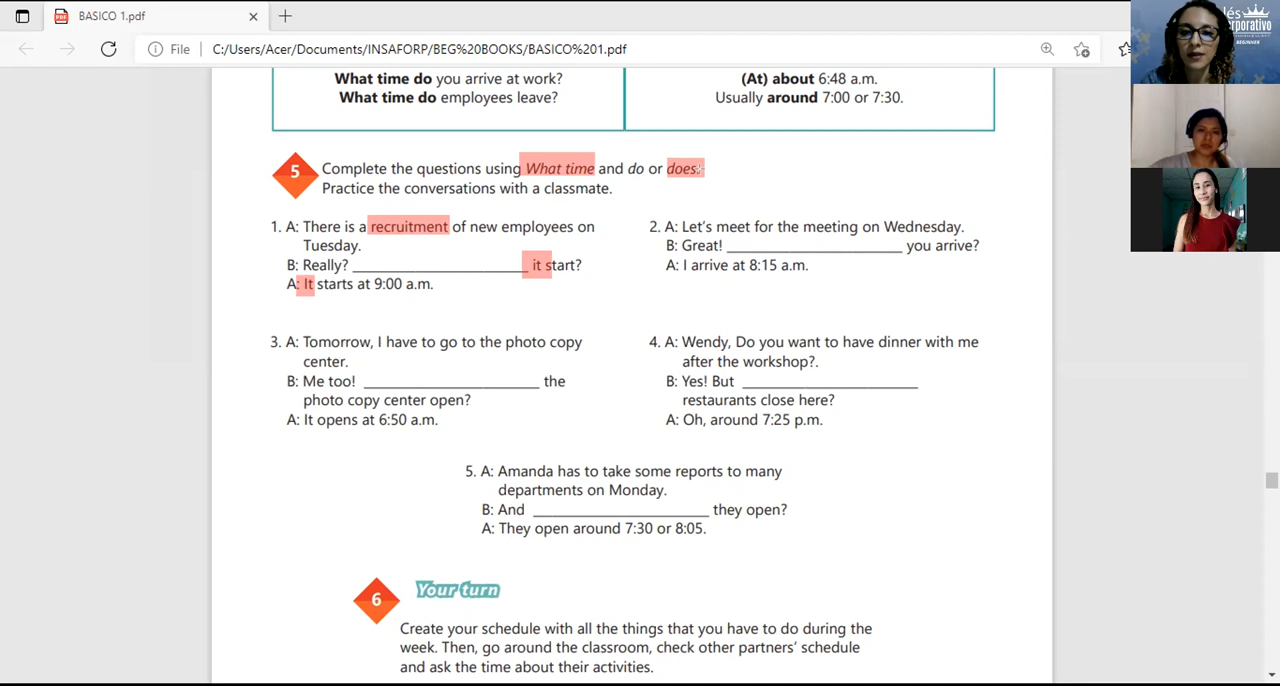 BASICO 1.pdf
File
C:/Users/Acer/Documents/INSAFORP/BEG%20BOOKS/BASICO%201.pdf
What time do you arrive at work?
What time do employees leave?
(At) about 6:48 a.m.
Usually around 7:00 or 7:30.
5
Complete the questions using What time and do or does.
Practice the conversations with a classmate.
1. A: There is a recruitment of new employees on
Tuesday.
B: Really? ____________________ it start?
A: It starts at 9:00 a.m.
2. A: Let's meet for the meeting on Wednesday.
B: Great! ____________________ you arrive?
A: I arrive at 8:15 a.m.
3. A: Tomorrow, I have to go to the photo copy
center.
B: Me too! ____________________ the
photo copy center open?
A: It opens at 6:50 a.m.
4. A: Wendy, Do you want to have dinner with me
after the workshop?.
B: Yes! But ____________________
restaurants close here?
A: Oh, around 7:25 p.m.
5. A: Amanda has to take some reports to many
departments on Monday.
B: And ____________________ they open?
A: They open around 7:30 or 8:05.
6
Your turn
Create your schedule with all the things that you have to do during the
week. Then, go around the classroom, check other partners' schedule
and ask the time about their activities.
BEGINNER